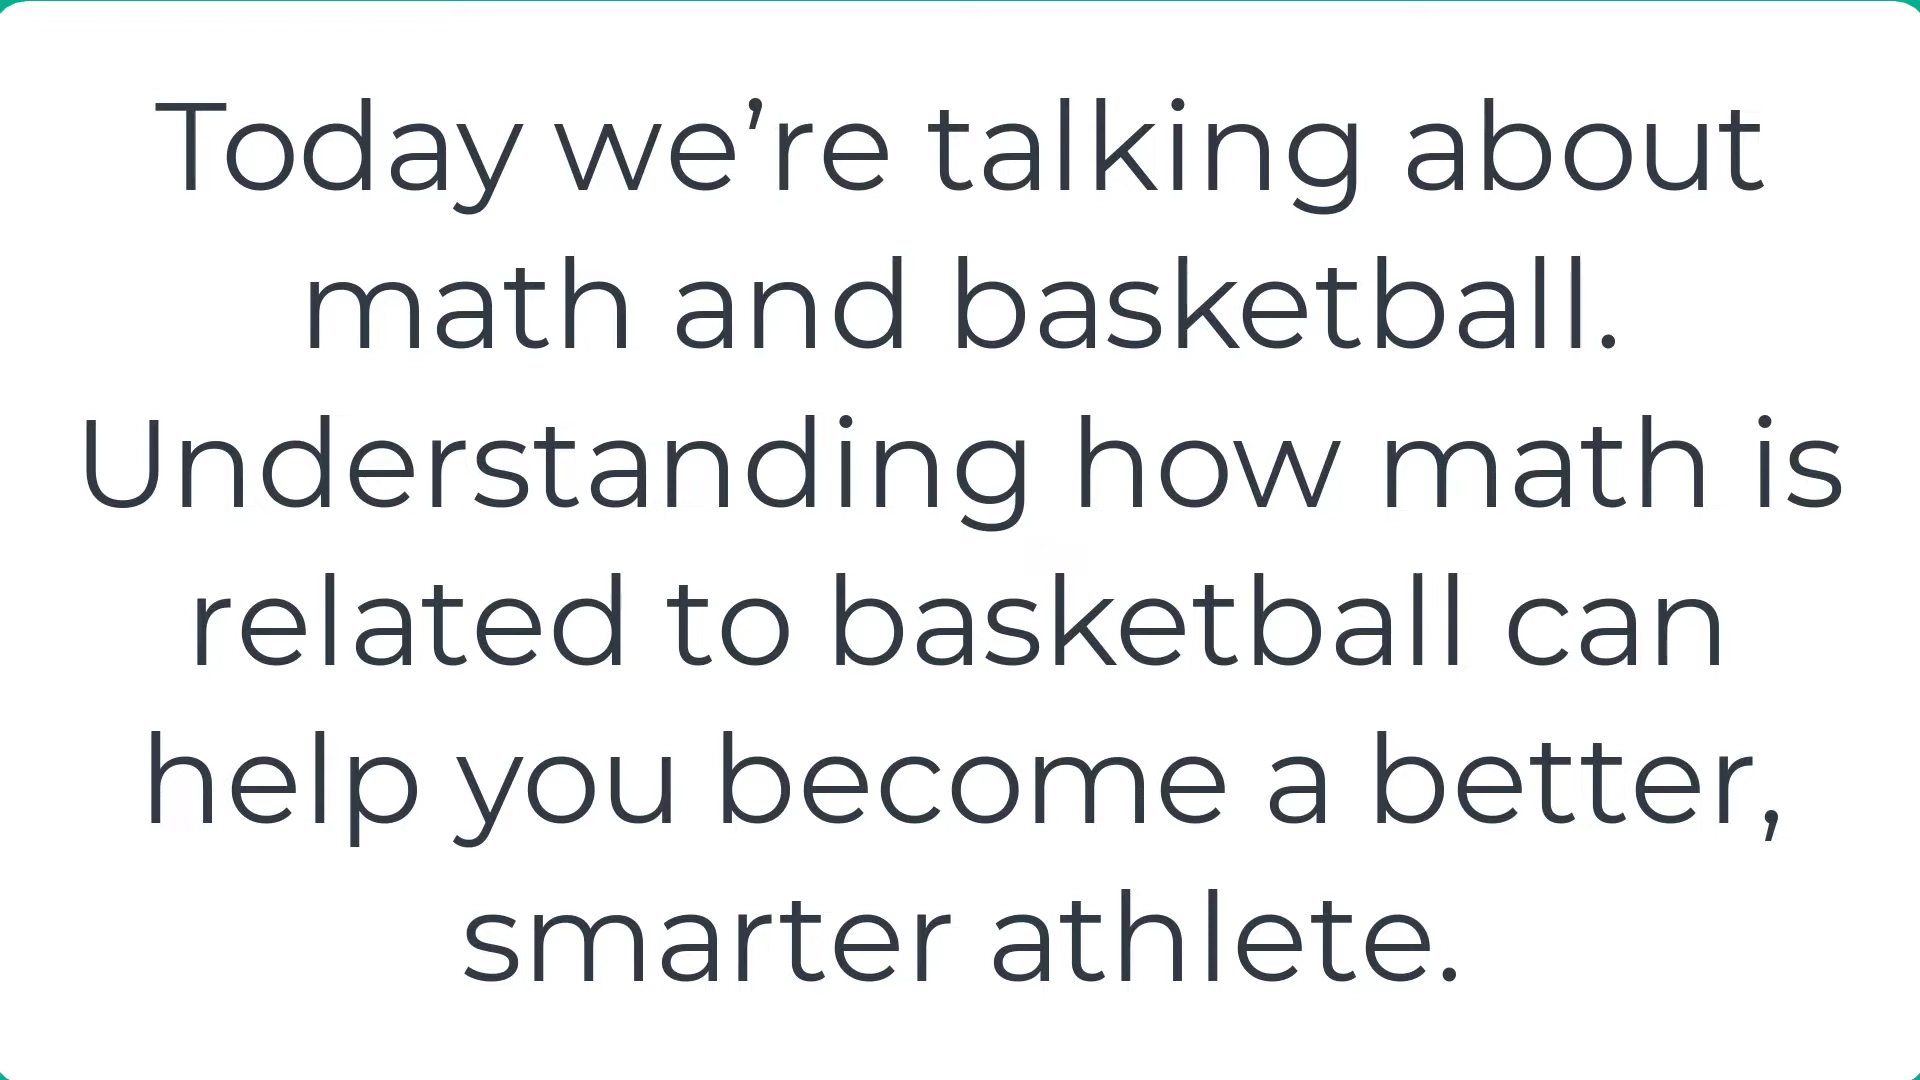 Today we’re talking about
math and basketball.
Understanding how math is
related to basketball can
help you become a better,
smarter athlete.